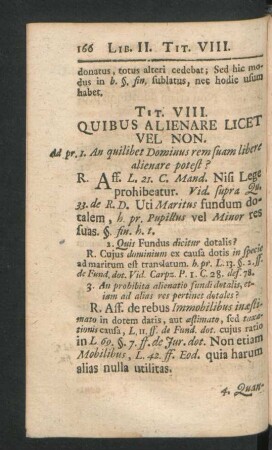 166 LIB. II. TIT. VIII.
donatus, totus alteri cedebat; Sed hic mo-
dus in h. §. fin. sublatus, nec hodie usum
habet.
TIT. VIII.
QUIBUS ALIENARE LICET
VEL NON.
Ad pr. 1. An quilibet Dominus rem suam libere
alienare potest?
R. Aff. L. 21. C. Mand. Nisi Lege
prohibeatur. Vid. supra Qu.
33. de R. D. Uti Maritus fundum do-
talem, h. pr. Pupillus vel Minor res
suas. §. fin. h. t.
2. Quis Fundus dicitur dotalis?
R. Cujus dominium ex causa dotis in specie
ad maritum est translatum. h. pr. L. 13. §. 2. ff.
de Fund. dot. Vid. Carpz. P. 1. C. 28. def. 78.
3. An prohibita alienatio fundi dotalis, et-
iam ad alias res pertinet dotales?
R. Aff. de rebus Immobilibus inæsti-
mato in dotem datis, aut æstimato, sed taxa-
tionis causa, L. 11. ff. de Fund. dot. cujus ratio
in L. 60. §. 7. ff. de Jur. dot. Non etiam
Mobilibus, L. 42. ff. Eod. quia harum
alias nulla utilitas.
4. Quan-